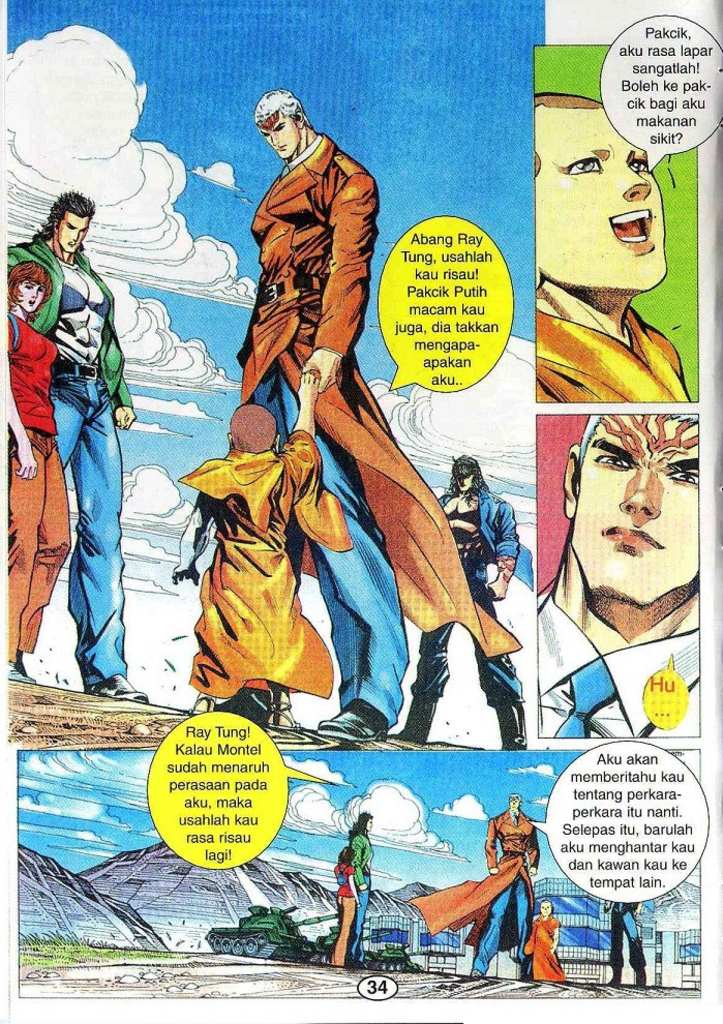 Abang Ray
Tung, usahlah
kau risau!
Pakcik Putih
macam kau
juga, dia takkan
mengapa-
apakan
aku..
Pakcik,
aku rasa lapar
sangatlah!
Boleh ke pak-
cik bagi aku
makanan
sikit?
Hu
...
Ray Tung!
Kalau Montel
sudah menaruh
perasaan pada
aku, maka
usahlah kau
rasa risau
lagi!
Aku akan
memberitahu kau
tentang perkara-
perkara itu nanti.
Selepas itu, barulah
aku menghantar kau
dan kawan kau ke
tempat lain.
34